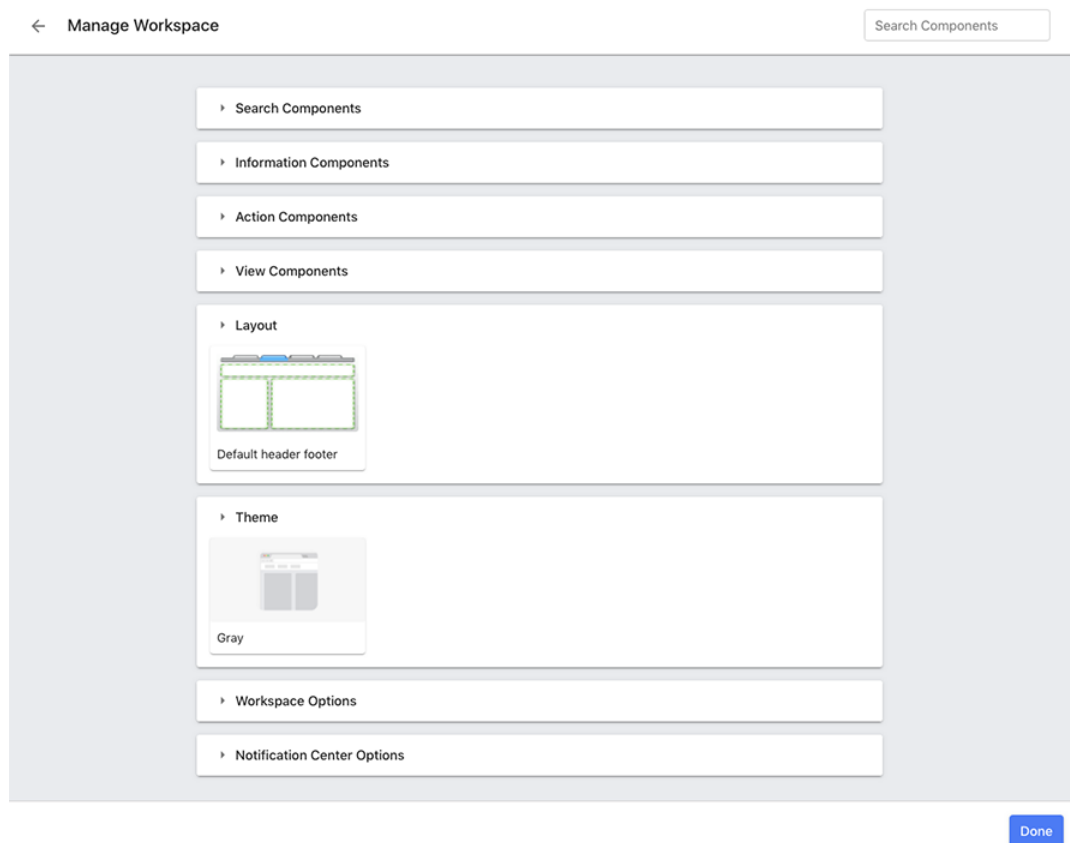 Manage Workspace
Search Components
Search Components
Information Components
Action Components
View Components
Layout
Default header footer
Theme
Gray
Workspace Options
Notification Center Options
Done